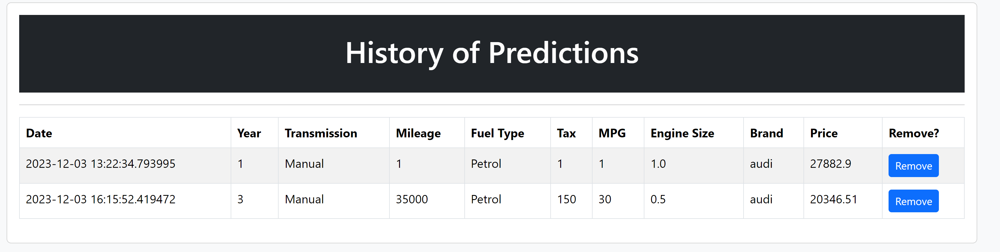 History of Predictions
Date Year Transmission Mileage Fuel Type Tax MPG Engine Size Brand Price Remove?
2023-12-03 13:22:34.793995 1 Manual 1 Petrol 1 1 1.0 audi 27882.9 Remove
2023-12-03 16:15:52.419472 3 Manual 35000 Petrol 150 30 0.5 audi 20346.51 Remove